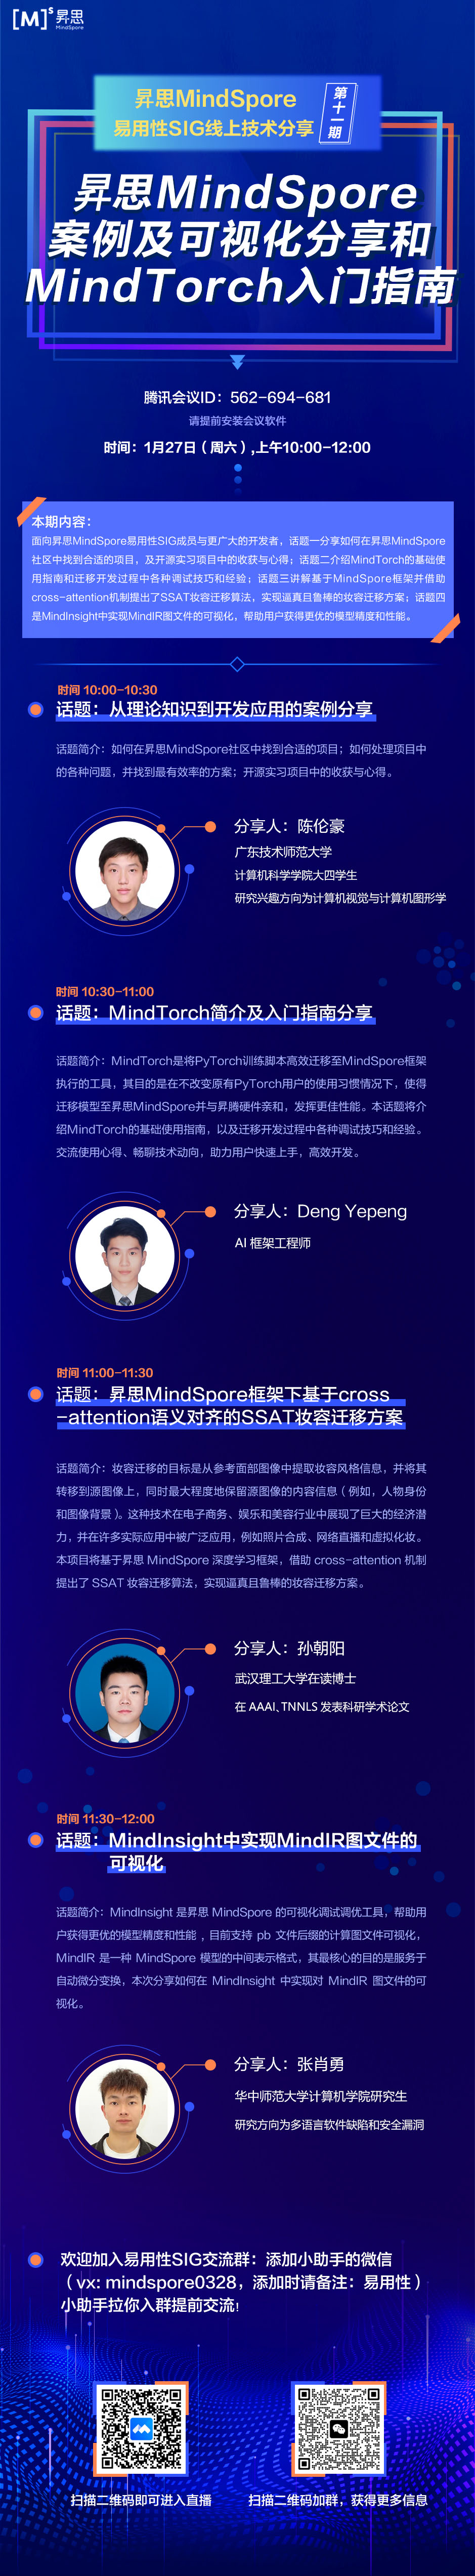 [M]s 昇思
MindSpore
昇思MindSpore
易用性SIG线上技术分享
第十一期
昇思MindSpore
案例及可视化分享和
MindTorch入门指南
腾讯会议ID：562-694-681
请提前安装会议软件
时间：1月27日（周六）,上午10:00-12:00
本期内容：
面向昇思MindSpore易用性SIG成员与更广大的开发者，话题一分享如何在昇思MindSpore
社区中找到合适的项目，及开源实习项目中的收获与心得；话题二介绍MindTorch的基础使
用指南和迁移开发过程中各种调试技巧和经验；话题三讲解基于MindSpore框架并借助
cross-attention机制提出了SSAT妆容迁移算法，实现逼真且鲁棒的妆容迁移方案；话题四
是MindInsight中实现MindIR图文件的可视化，帮助用户获得更优的模型精度和性能。
时间 10:00-10:30
话题：从理论知识到开发应用的案例分享
话题简介：如何在昇思MindSpore社区中找到合适的项目；如何处理项目中
的各种问题，并找到最有效率的方案；开源实习项目中的收获与心得。
分享人：陈伦豪
广东技术师范大学
计算机科学学院大四学生
研究兴趣方向为计算机视觉与计算机图形学
时间 10:30-11:00
话题：MindTorch简介及入门指南分享
话题简介：MindTorch是将PyTorch训练脚本高效迁移至MindSpore框架
执行的工具，其目的是在不改变原有PyTorch用户的使用习惯情况下，使得
迁移模型至昇思MindSpore并与昇腾硬件亲和，发挥更佳性能。本话题将介
绍MindTorch的基础使用指南，以及迁移开发过程中各种调试技巧和经验。
交流使用心得、畅聊技术动向，助力用户快速上手，高效开发。
分享人：Deng Yepeng
AI 框架工程师
时间 11:00-11:30
话题：昇思MindSpore框架下基于cross
-attention语义对齐的SSAT妆容迁移方案
话题简介：妆容迁移的目标是从参考面部图像中提取妆容风格信息，并将其
转移到源图像上，同时最大程度地保留源图像的内容信息（例如，人物身份
和图像背景）。这种技术在电子商务、娱乐和美容行业中展现了巨大的经济潜
力，并在许多实际应用中被广泛应用，例如照片合成、网络直播和虚拟化妆。
本项目将基于昇思 MindSpore 深度学习框架，借助 cross-attention 机制
提出了 SSAT 妆容迁移算法，实现逼真且鲁棒的妆容迁移方案。
分享人：孙朝阳
武汉理工大学在读博士
在 AAAI、TNNLS 发表科研学术论文
时间 11:30-12:00
话题：MindInsight中实现MindIR图文件的
可视化
话题简介：MindInsight 是昇思 MindSpore 的可视化调试调优工具，帮助用
户获得更优的模型精度和性能 , 目前支持 pb 文件后缀的计算图文件可视化，
MindIR 是一种 MindSpore 模型的中间表示格式，其最核心的目的是服务于
自动微分变换，本次分享如何在 MindInsight 中实现对 MindIR 图文件的可
视化。
分享人：张肖勇
华中师范大学计算机学院研究生
研究方向为多语言软件缺陷和安全漏洞
欢迎加入易用性SIG交流群：添加小助手的微信
（vx: mindspore0328，添加时请备注：易用性）
小助手拉你入群提前交流！
扫描二维码即可进入直播
扫描二维码加群，获得更多信息